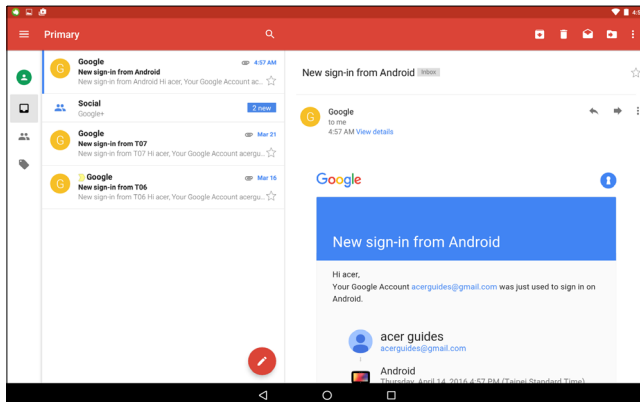 4:5
Primary
Google 4:57 AM
New sign-in from Android
New sign-in from Android Hi acer, Your Google Account ac...
Social
Google+
2 new
Google Mar 21
New sign-in from T07
New sign-in from T07 Hi acer, Your Google Account acergu...
Google Mar 16
New sign-in from T06
New sign-in from T06 Hi acer, Your Google Account acergu...
New sign-in from Android Inbox
G
G
G
G
Google
to me
4:57 AM View details
Google
New sign-in from Android
Hi acer,
Your Google Account acerguides@gmail.com was just used to sign in on
Android.
acer guides
acerguides@gmail.com
Android
Thursday, April 14, 2016 4:57 PM (Taipei Standard Time)